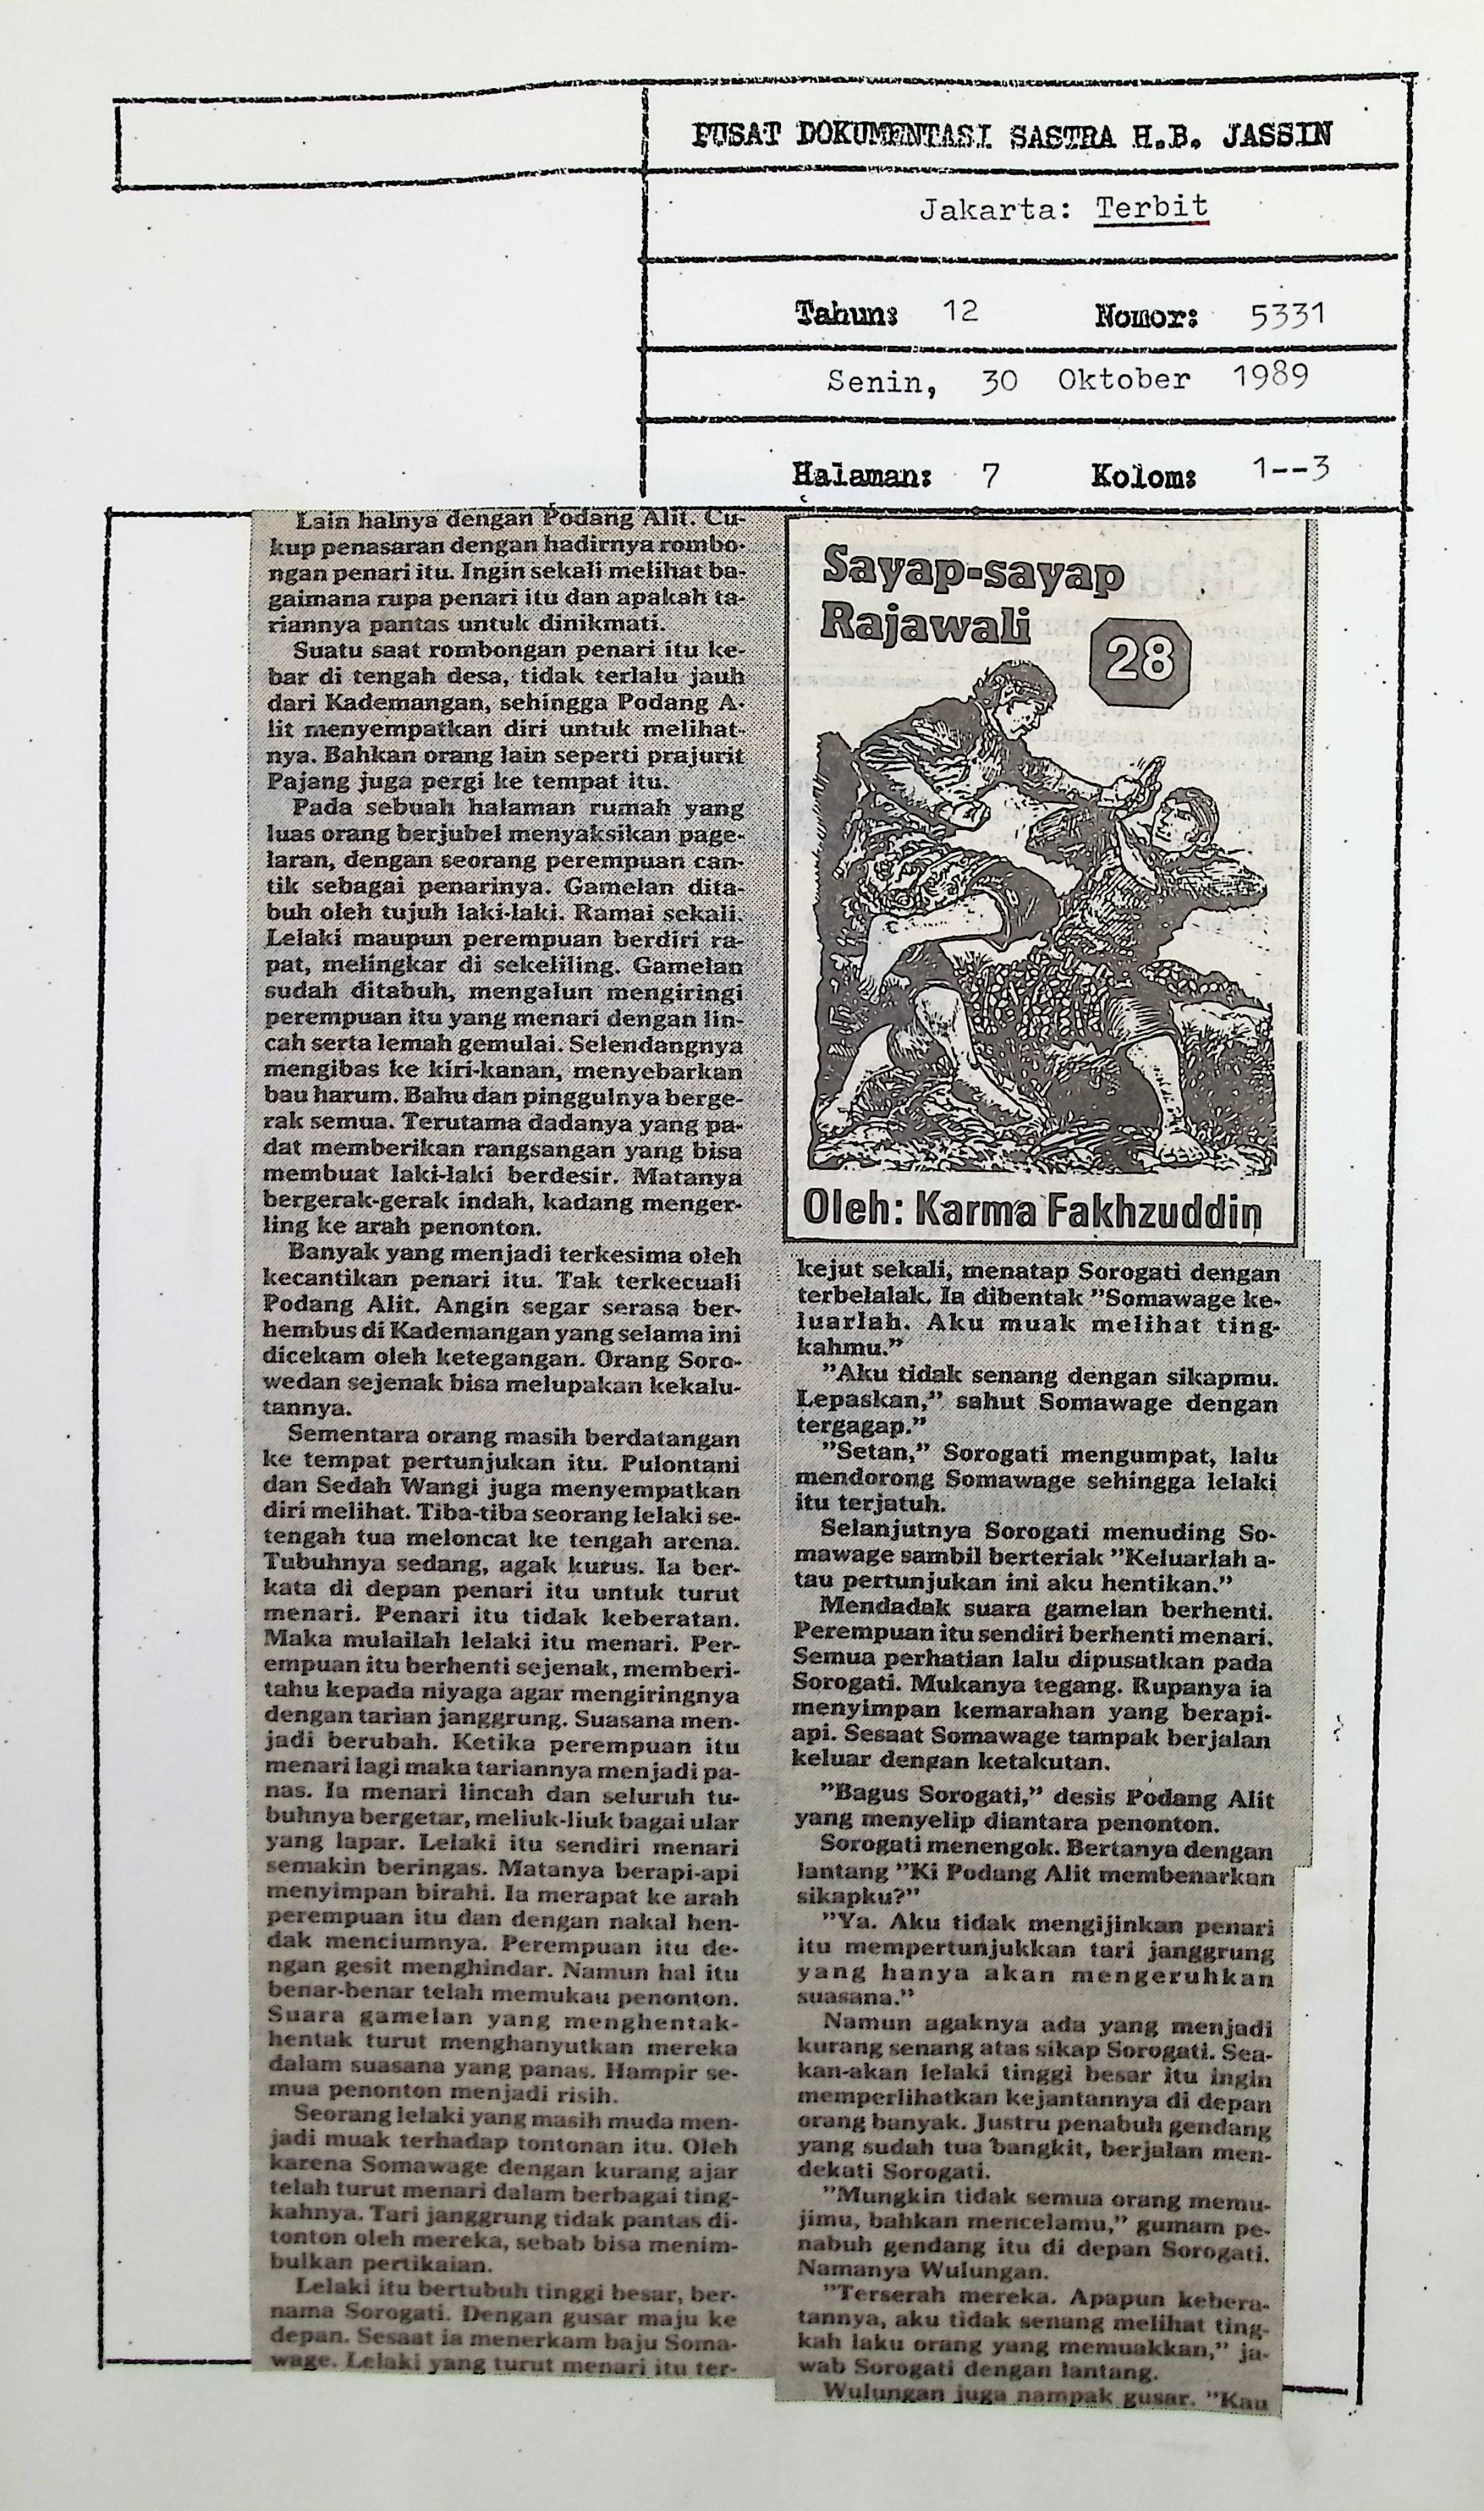 PUSAT DOKUMENTASI SASTRA H.B. JASSIN
Jakarta: Terbit
Tahun: 12 Nomor: 5331
Senin, 30 Oktober 1989
Halaman: 7 Kolom: 1--3
Lain halnya dengan Podang Alit. Cu-
kup penasaran dengan hadirnya rombo-
ngan penari itu. Ingin sekali melihat ba-
gaimana rupa penari itu dan apakah ta-
riannya pantas untuk dinikmati.
Suatu saat rombongan penari itu ke-
bar di tengah desa, tidak terlalu jauh
dari Kademangan, sehingga Podang A-
lit menyempatkan diri untuk melihat-
nya. Bahkan orang lain seperti prajurit
Pajang juga pergi ke tempat itu.
Pada sebuah halaman rumah yang
luas orang berjubel menyaksikan page-
laran, dengan seorang perempuan can-
tik sebagai penarinya. Gamelan dita-
buh oleh tujuh laki-laki. Ramai sekali.
Lelaki maupun perempuan berdiri ra-
pat, melingkar di sekeliling. Gamelan
sudah ditabuh, mengalun mengiringi
perempuan itu yang menari dengan lin-
cah serta lemah gemulai. Selendangnya
mengibas ke kiri-kanan, menyebarkan
bau harum. Bahu dan pinggulnya berge-
rak semua. Terutama dadanya yang pa-
dat memberikan rangsangan yang bisa
membuat laki-laki berdesir. Matanya
bergerak-gerak indah, kadang menger-
ling ke arah penonton.
Banyak yang menjadi terkesima oleh
kecantikan penari itu. Tak terkecuali
Podang Alit. Angin segar serasa ber-
hembus di Kademangan yang selama ini
dicekam oleh ketegangan. Orang Soro-
wedan sejenak bisa melupakan kekalu-
tannya.
Sementara orang masih berdatangan
ke tempat pertunjukan itu. Pulontani
dan Sedah Wangi juga menyempatkan
diri melihat. Tiba-tiba seorang lelaki se-
tengah tua meloncat ke tengah arena.
Tubuhnya sedang, agak kurus. Ia ber-
kata di depan penari itu untuk turut
menari. Penari itu tidak keberatan.
Maka mulailah lelaki itu menari. Per-
empuan itu berhenti sejenak, memberi-
tahu kepada niyaga agar mengiringnya
dengan tarian janggrung. Suasana men-
jadi berubah. Ketika perempuan itu
menari lagi maka tariannya menjadi pa-
nas. Ia menari lincah dan seluruh tu-
buhnya bergetar, meliuk-liuk bagai ular
yang lapar. Lelaki itu sendiri menari
semakin beringas. Matanya berapi-api
menyimpan birahi. Ia merapat ke arah
perempuan itu dan dengan nakal hen-
dak menciumnya. Perempuan itu de-
ngan gesit menghindar. Namun hal itu
benar-benar telah memukau penonton.
Suara gamelan yang menghentak-
hentak turut menghanyutkan mereka
dalam suasana yang panas. Hampir se-
mua penonton menjadi risih.
Seorang lelaki yang masih muda men-
jadi muak terhadap tontonan itu. Oleh
karena Somawage dengan kurang ajar
telah turut menari dalam berbagai ting-
kahnya. Tari janggrung tidak pantas di-
tonton oleh mereka, sebab bisa menim-
bulkan pertikaian.
Lelaki itu bertubuh tinggi besar, ber-
nama Sorogati. Dengan gusar maju ke
depan. Sesaat ia menerkam baju Soma-
wage. Lelaki yang turut menari itu ter-
Sayap-sayap
Rajawali
28
Oleh: Karma Fakhzuddin
kejut sekali, menatap Sorogati dengan
terbelalak. Ia dibentak "Somawage ke-
luarlah. Aku muak melihat ting-
kahmu."
"Aku tidak senang dengan sikapmu.
Lepaskan," sahut Somawage dengan
tergagap."
"Setan," Sorogati mengumpat, lalu
mendorong Somawage sehingga lelaki
itu terjatuh.
Selanjutnya Sorogati menuding So-
mawage sambil berteriak "Keluarlah a-
tau pertunjukan ini aku hentikan."
Mendadak suara gamelan berhenti.
Perempuan itu sendiri berhenti menari.
Semua perhatian lalu dipusatkan pada
Sorogati. Mukanya tegang. Rupanya ia
menyimpan kemarahan yang berapi-
api. Sesaat Somawage tampak berjalan
keluar dengan ketakutan.
"Bagus Sorogati," desis Podang Alit
yang menyelip diantara penonton.
Sorogati menengok. Bertanya dengan
lantang "Ki Podang Alit membenarkan
sikapku?"
"Ya. Aku tidak mengijinkan penari
itu mempertunjukkan tari janggrung
yang hanya akan mengeruhkan
suasana."
Namun agaknya ada yang menjadi
kurang senang atas sikap Sorogati. Sea-
kan-akan lelaki tinggi besar itu ingin
memperlihatkan kejantannya di depan
orang banyak. Justru penabuh gendang
yang sudah tua bangkit, berjalan men-
dekati Sorogati.
"Mungkin tidak semua orang memu-
jimu, bahkan mencelamu," gumam pe-
nabuh gendang itu di depan Sorogati.
Namanya Wulungan.
"Terserah mereka. Apapun kebera-
tannya, aku tidak senang melihat ting-
kah laku orang yang memuakkan," ja-
wab Sorogati dengan lantang.
Wulungan juga nampak gusar. "Kau